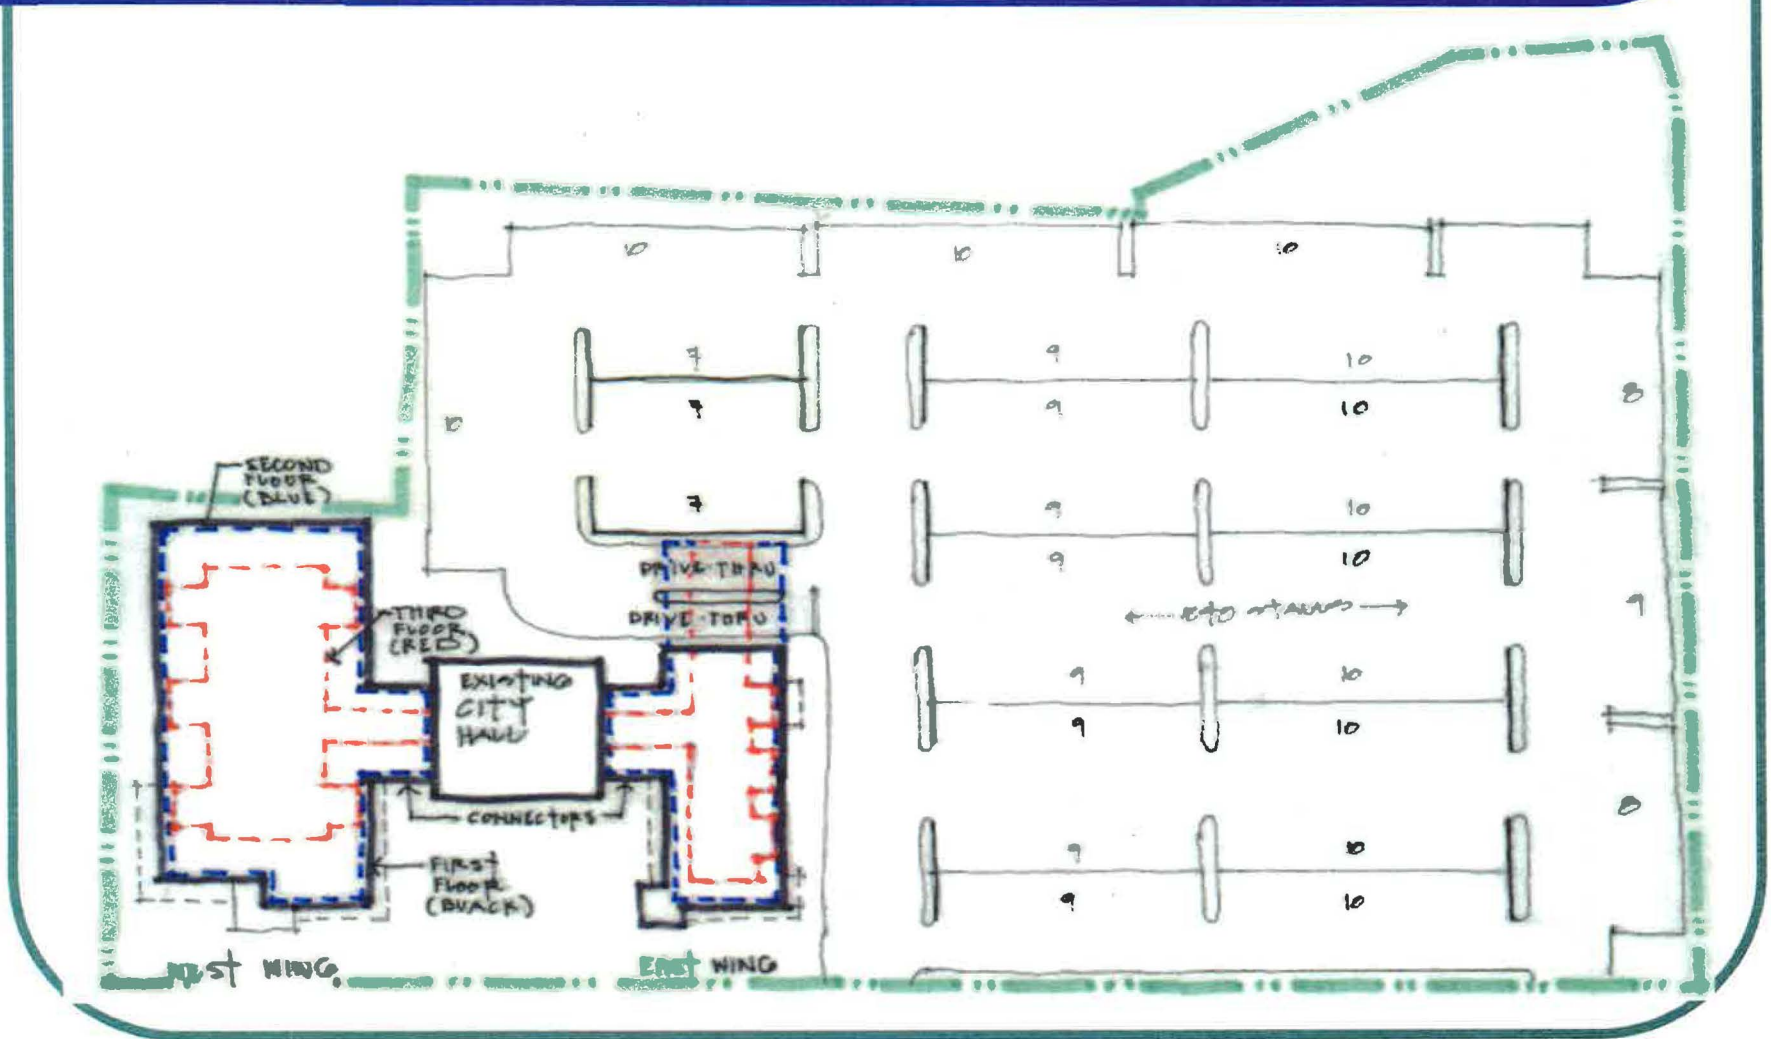 10
10
10
7
9
10
7
9
10
8
10
SECOND
FLOOR
(BLUE)
7
9
10
9
10
DRIVE-THRU
DRIVE-THRU
9
THIRD
FLOOR
(RED)
EXISTING
CITY
HALL
9
10
9
10
8
CONNECTORS
9
10
FIRST
FLOOR
(BLACK)
9
10
WEST WING
EAST WING